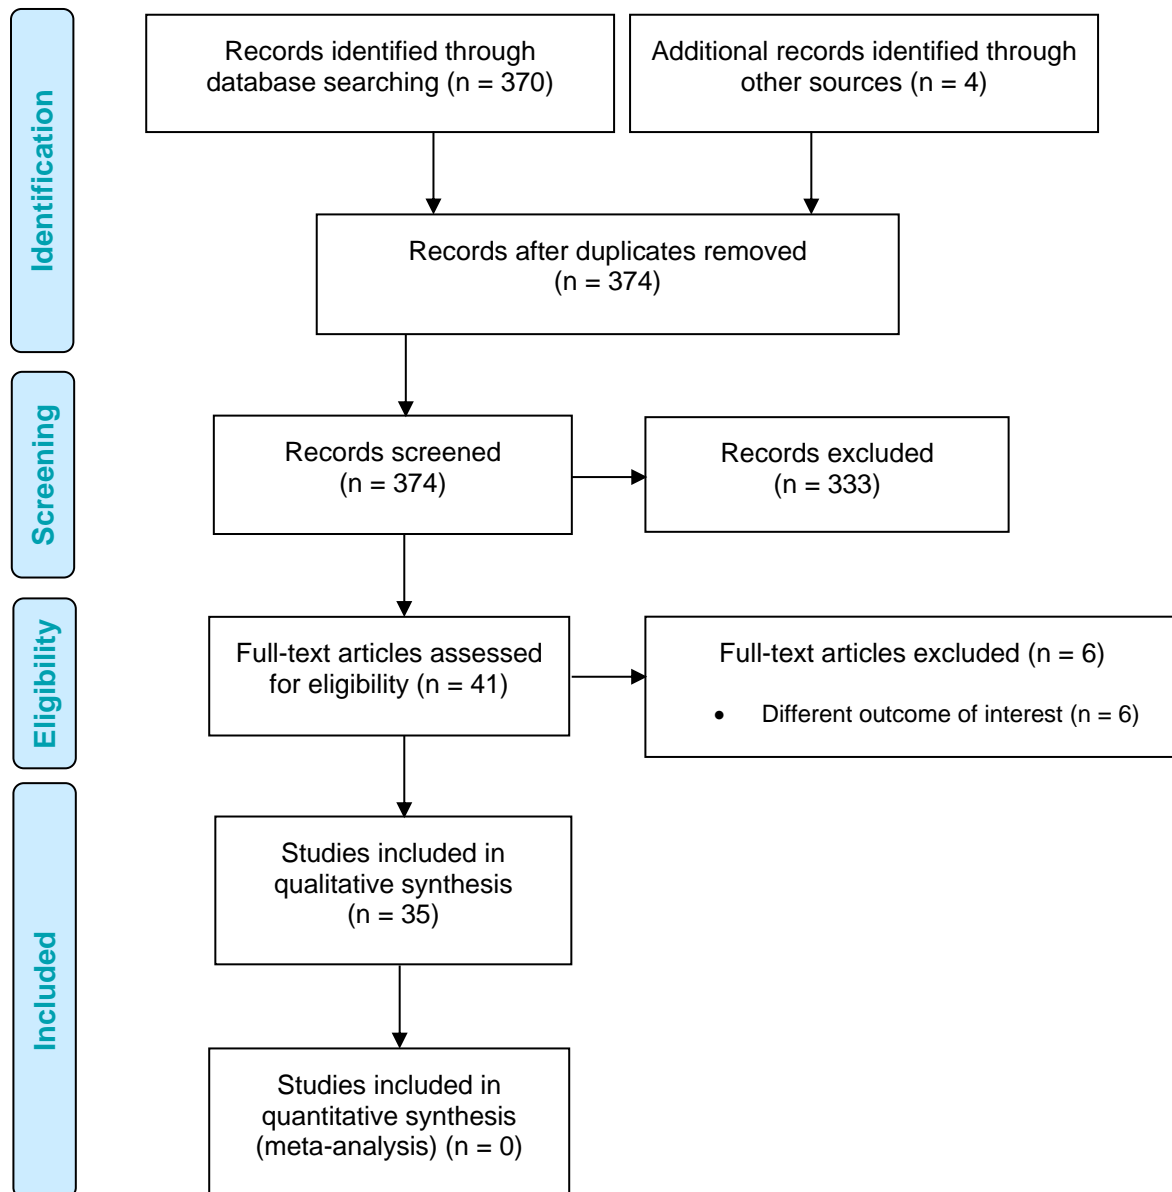 Identification
Records identified through
database searching (n = 370)
Additional records identified through
other sources (n = 4)
Records after duplicates removed
(n = 374)
Screening
Records screened
(n = 374)
Records excluded
(n = 333)
Eligibility
Full-text articles assessed
for eligibility (n = 41)
Full-text articles excluded (n = 6)
• Different outcome of interest (n = 6)
Included
Studies included in
qualitative synthesis
(n = 35)
Studies included in
quantitative synthesis
(meta-analysis) (n = 0)